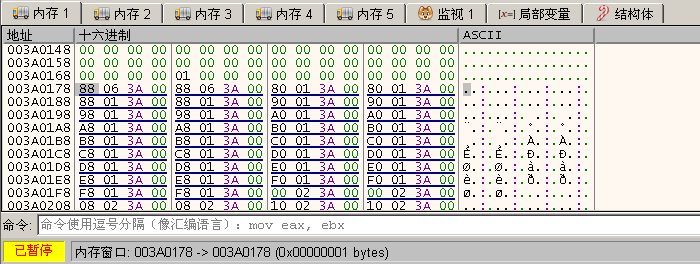 内存 1 内存 2 内存 3 内存 4 内存 5 监视 1 [x=] 局部变量 结构体
地址 十六进制 ASCII
003A0148 00 00 00 00 00 00 00 00 00 00 00 00 00 00 00 00 ................
003A0158 00 00 00 00 00 00 00 00 00 00 00 00 00 00 00 00 ................
003A0168 00 00 00 00 01 00 00 00 00 00 00 00 00 00 00 00 ................
003A0178 88 06 3A 00 88 06 3A 00 80 01 3A 00 80 01 3A 00 ..:...:...:...:.
003A0188 88 01 3A 00 88 01 3A 00 90 01 3A 00 90 01 3A 00 ..:...:...:...:.
003A0198 98 01 3A 00 98 01 3A 00 A0 01 3A 00 A0 01 3A 00 ..:...:. .:. .:.
003A01A8 A8 01 3A 00 A8 01 3A 00 B0 01 3A 00 B0 01 3A 00 ¨.:.¨.:.°.:.°.:.
003A01B8 B8 01 3A 00 B8 01 3A 00 C0 01 3A 00 C0 01 3A 00 ¸.:.¸.:.À.:.À.:.
003A01C8 C8 01 3A 00 C8 01 3A 00 D0 01 3A 00 D0 01 3A 00 È.:.È.:.Ð.:.Ð.:.
003A01D8 D8 01 3A 00 D8 01 3A 00 E0 01 3A 00 E0 01 3A 00 Ø.:.Ø.:.à.:.à.:.
003A01E8 E8 01 3A 00 E8 01 3A 00 F0 01 3A 00 F0 01 3A 00 è.:.è.:.ð.:.ð.:.
003A01F8 F8 01 3A 00 F8 01 3A 00 00 02 3A 00 00 02 3A 00 ø.:.ø.:...:...:.
003A0208 08 02 3A 00 08 02 3A 00 10 02 3A 00 10 02 3A 00 ..:...:...:...:.
命令: 命令使用逗号分隔（像汇编语言）: mov eax, ebx
已暂停 内存窗口: 003A0178 -> 003A0178 (0x00000001 bytes)